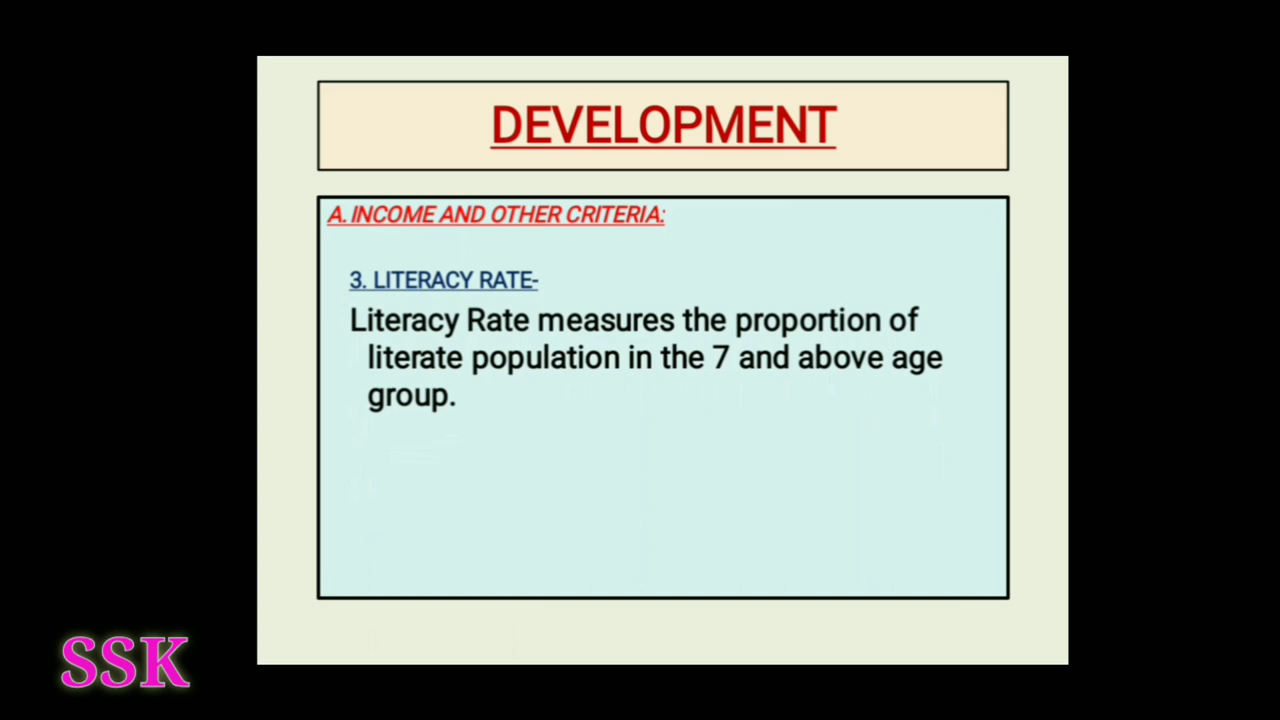 DEVELOPMENT
A. INCOME AND OTHER CRITERIA:
3. LITERACY RATE-
Literacy Rate measures the proportion of
literate population in the 7 and above age
group.
SSK